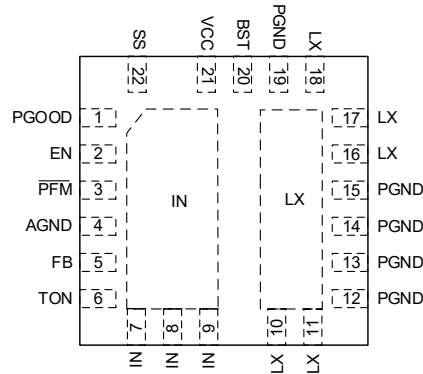 SS
VCC
BST
PGND
LX
22
21
20
19
18
PGOOD 1
EN 2
PFM 3
AGND 4
FB 5
TON 6
IN
LX
17 LX
16 LX
15 PGND
14 PGND
13 PGND
12 PGND
7
8
9
10
11
IN
IN
IN
LX
LX